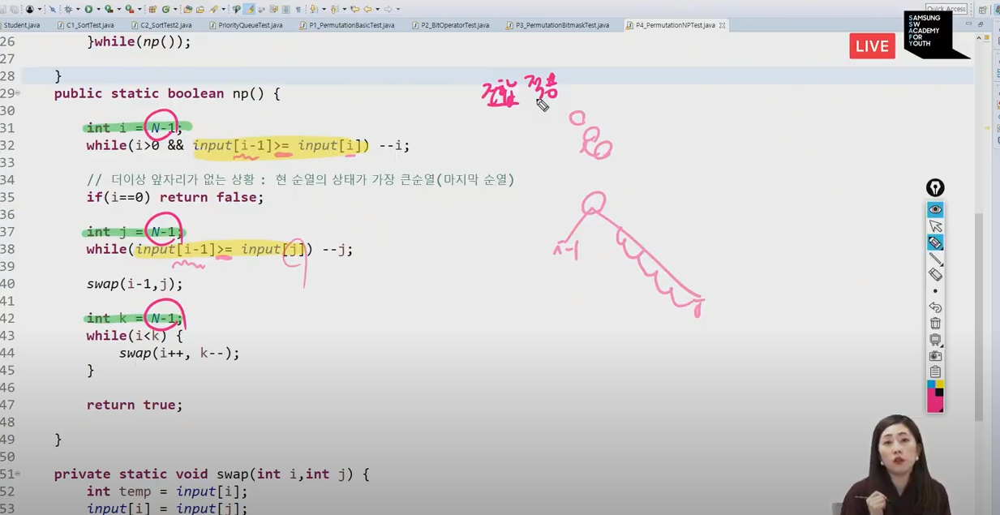 Quick Access
Student.java C1_SortTest.java C2_SortTest2.java PriorityQueueTest.java P1_PermutationBasicTest.java P2_BitOperatorTest.java P3_PermutationBitmaskTest.java P4_PermutationNPTest.java
SAMSUNG
SW
ACADEMY
FOR
YOUTH
LIVE
26 }while(np());
27
28 }
29 public static boolean np() {
30
31 int i = N-1;
32 while(i>0 && input[i-1]>= input[i]) --i;
33
34 // 더이상 앞자리가 없는 상황 : 현 순열의 상태가 가장 큰순열(마지막 순열)
35 if(i==0) return false;
36
37 int j = N-1;
38 while(input[i-1]>= input[j]) --j;
39
40 swap(i-1,j);
41
42 int k = N-1;
43 while(i<k) {
44 swap(i++, k--);
45 }
46
47 return true;
48
49 }
50
51 private static void swap(int i,int j) {
52 int temp = input[i];
53 input[i] = input[j];
조합 적용
i-1